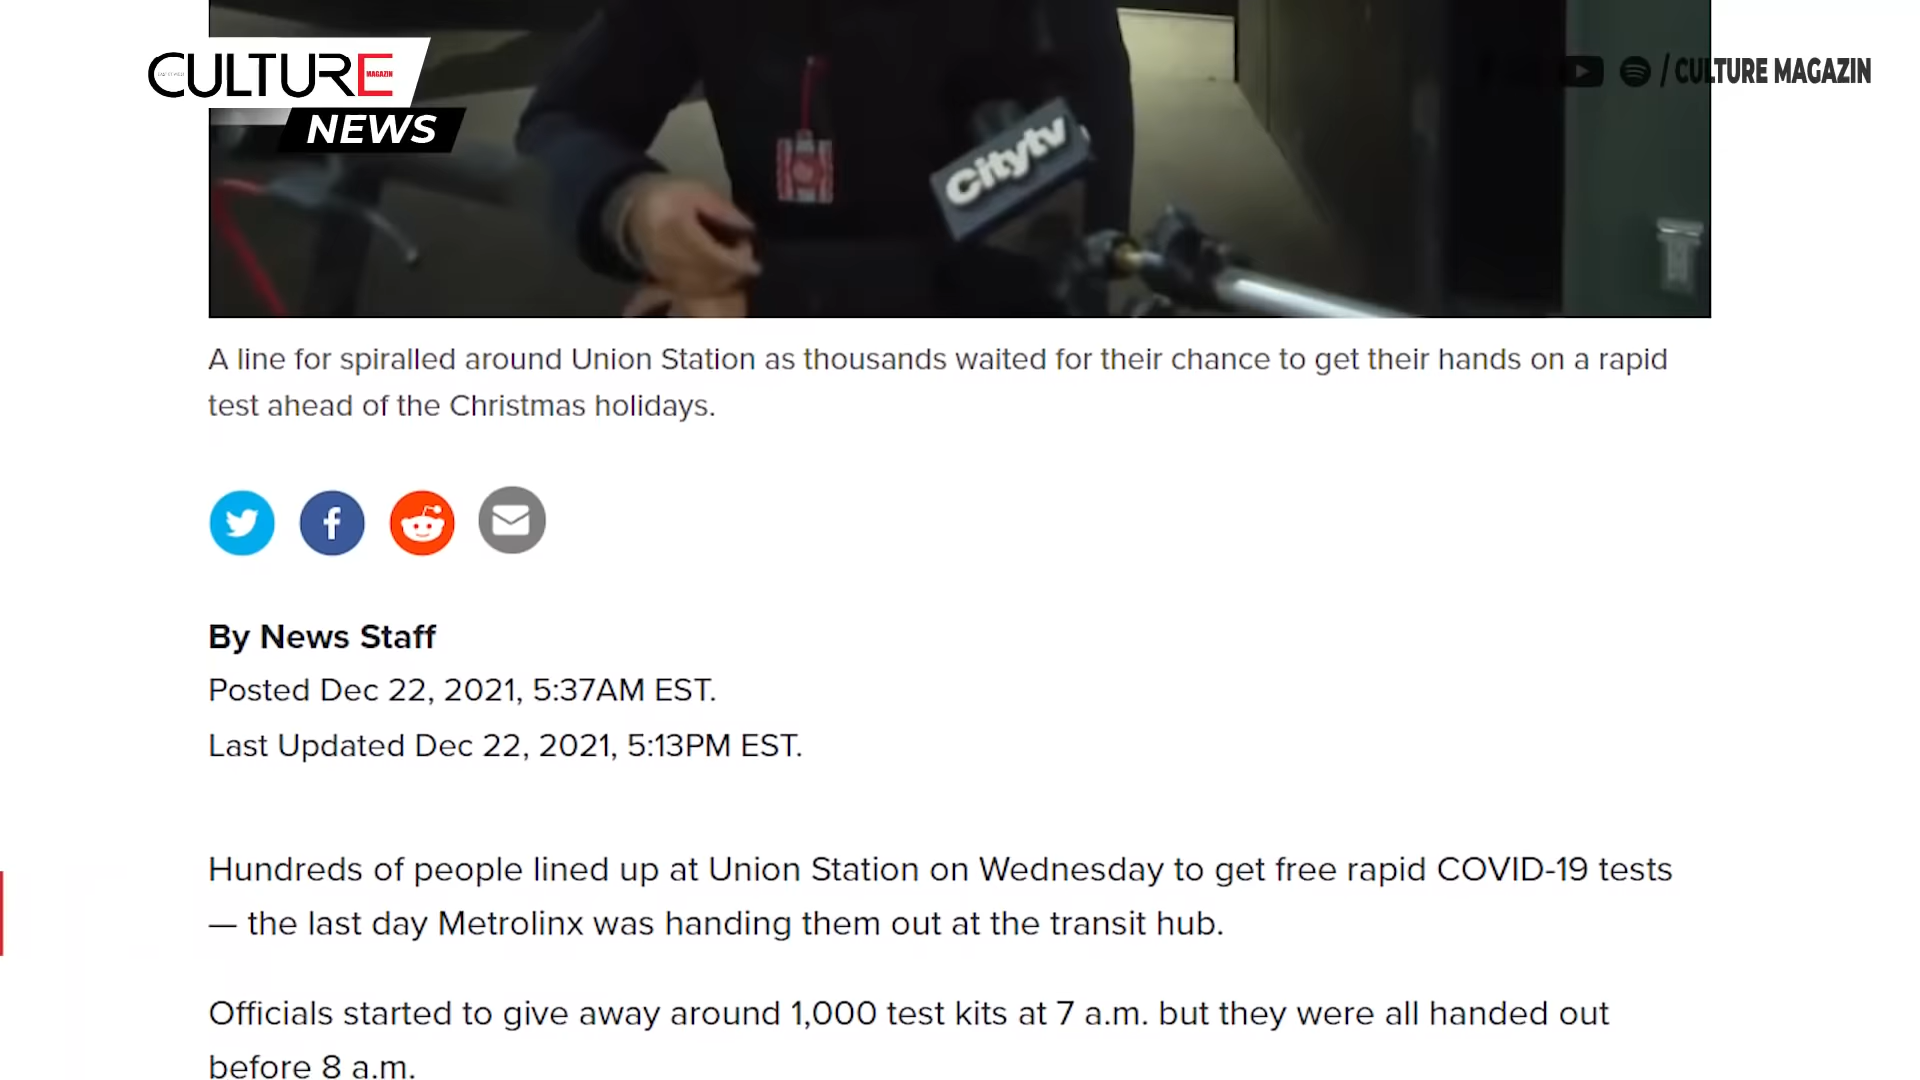 CULTURE
MAGAZIN
NEWS
/ CULTURE MAGAZIN
Citytv
A line for spiralled around Union Station as thousands waited for their chance to get their hands on a rapid
test ahead of the Christmas holidays.
By News Staff
Posted Dec 22, 2021, 5:37AM EST.
Last Updated Dec 22, 2021, 5:13PM EST.
Hundreds of people lined up at Union Station on Wednesday to get free rapid COVID-19 tests
— the last day Metrolinx was handing them out at the transit hub.
Officials started to give away around 1,000 test kits at 7 a.m. but they were all handed out
before 8 a.m.